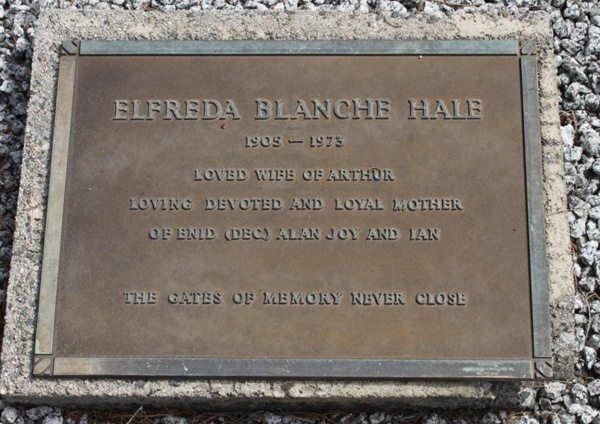 ELFREDA BLANCHE HALE
1905 — 1973
LOVED WIFE OF ARTHUR
LOVING DEVOTED AND LOYAL MOTHER
OF ENID (DEC.) ALAN JOY AND IAN
THE GATES OF MEMORY NEVER CLOSE